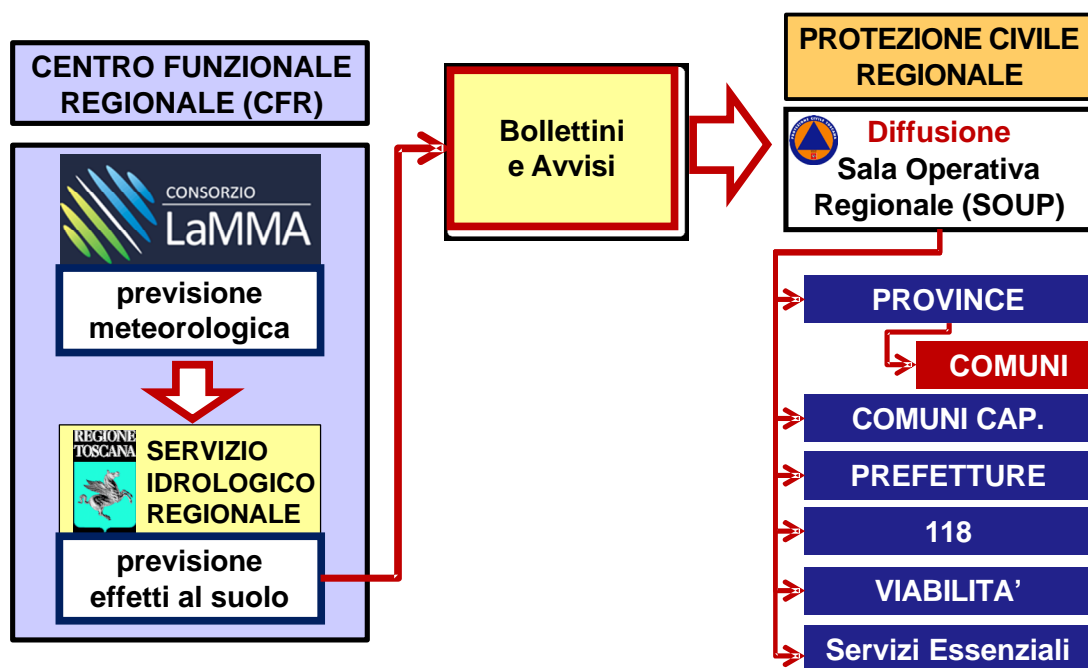 CENTRO FUNZIONALE
REGIONALE (CFR)
CONSORZIO
LaMMA
previsione
meteorologica
REGIONE
TOSCANA
SERVIZIO
IDROLOGICO
REGIONALE
previsione
effetti al suolo
Bollettini
e Avvisi
PROTEZIONE CIVILE
REGIONALE
Diffusione
Sala Operativa
Regionale (SOUP)
PROVINCE
COMUNI
COMUNI CAP.
PREFETTURE
118
VIABILITA’
Servizi Essenziali